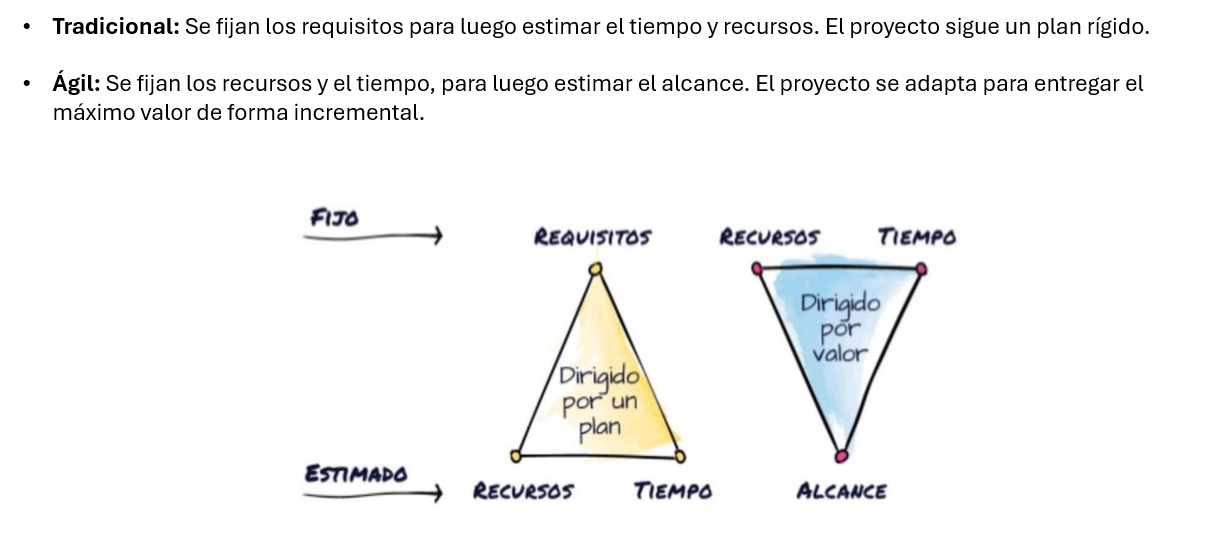 • Tradicional: Se fijan los requisitos para luego estimar el tiempo y recursos. El proyecto sigue un plan rígido.
• Ágil: Se fijan los recursos y el tiempo, para luego estimar el alcance. El proyecto se adapta para entregar el
máximo valor de forma incremental.
FIJO
REQUISITOS
RECURSOS
TIEMPO
Dirigido
por un
plan
Dirigido
por
valor
ESTIMADO
RECURSOS
TIEMPO
ALCANCE